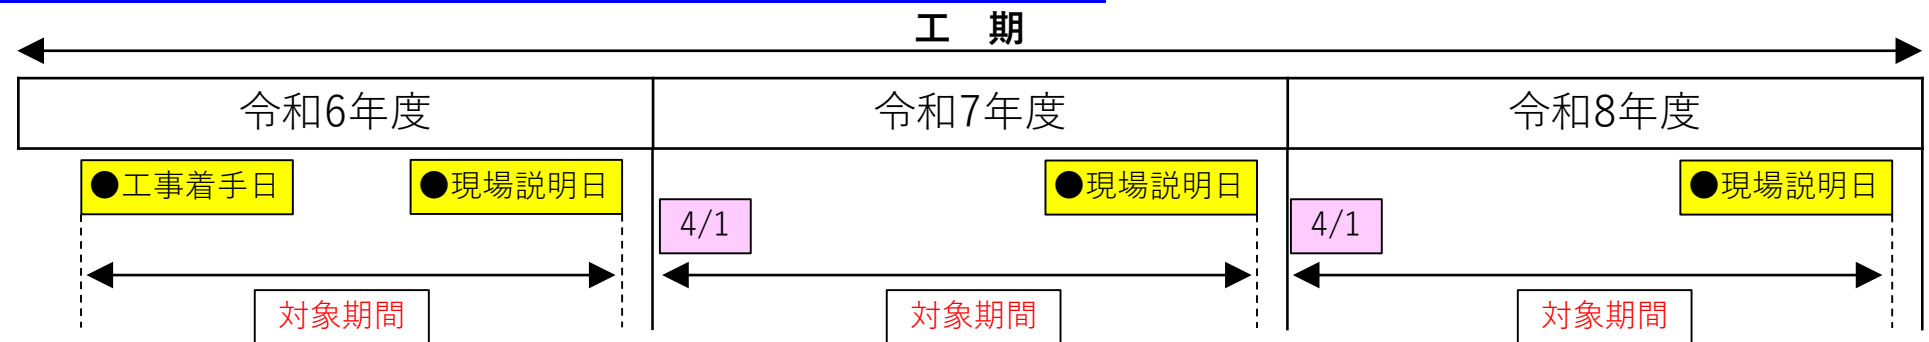 工　期
令和6年度 令和7年度 令和8年度
●工事着手日 ●現場説明日 ●現場説明日 ●現場説明日
4/1 4/1
対象期間 対象期間 対象期間